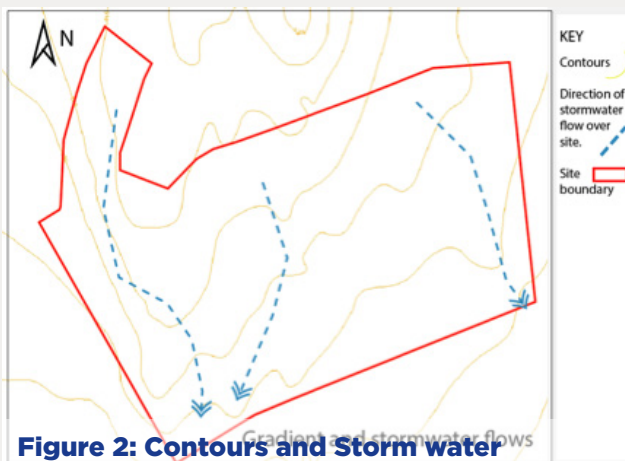 N
KEY
Contours
Direction of
stormwater
flow over
site.
Site
boundary
Gradient and stormwater flows
Figure 2: Contours and Storm water